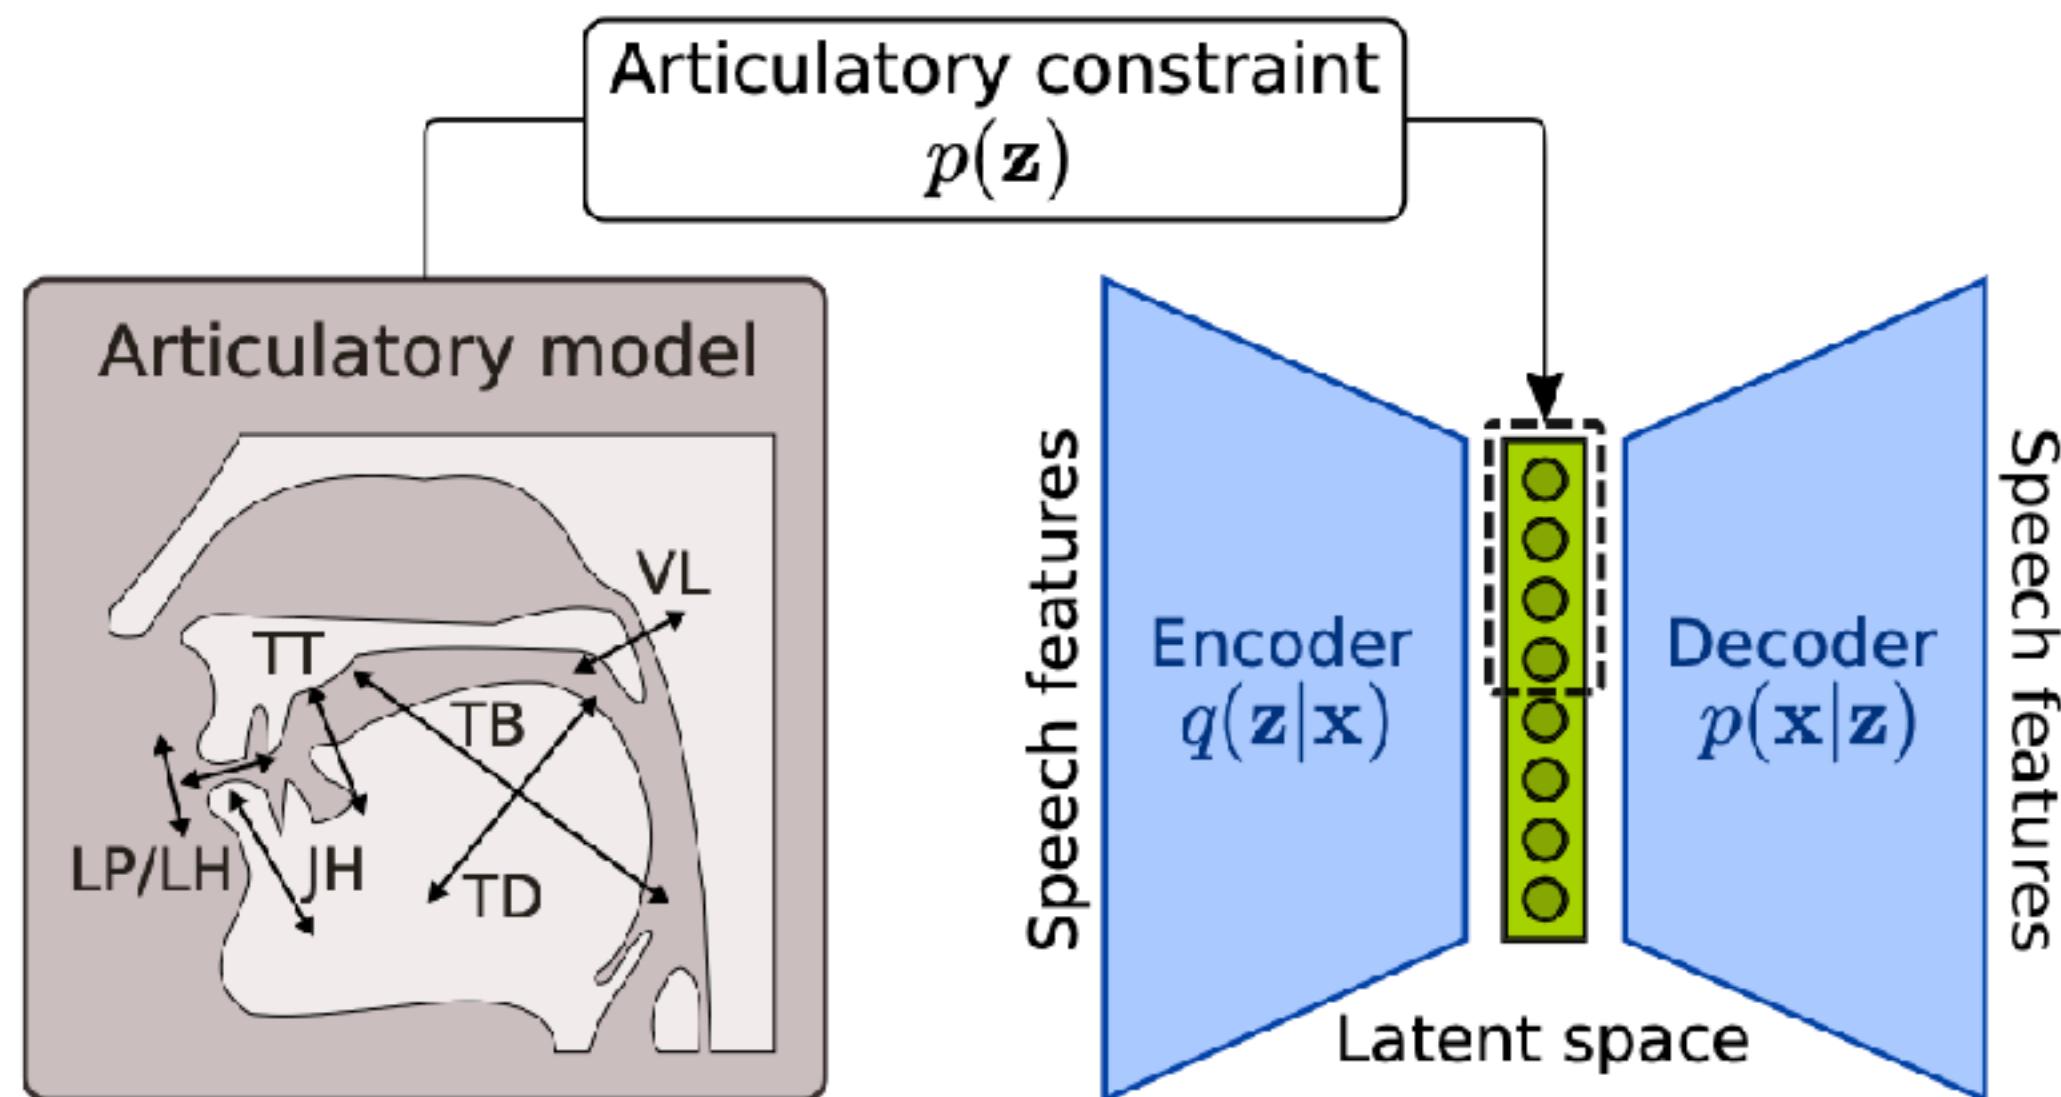 Articulatory constraint
p(z)
Articulatory model
VL
TT
TB
LP/LH
JH
TD
Speech features
Encoder
q(z|x)
Decoder
p(x|z)
Speech features
Latent space